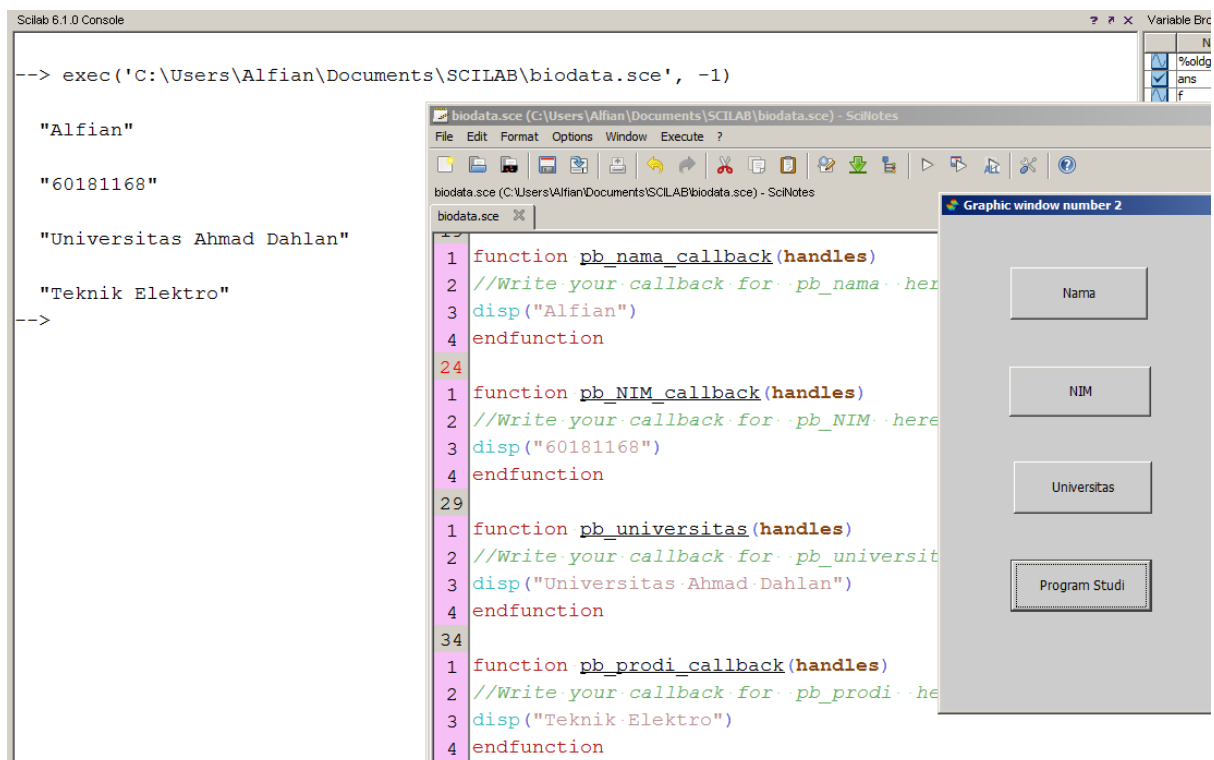 Scilab 6.1.0 Console
? ↗ X
Variable Bro
N
%oldg
ans
f
--> exec('C:\Users\Alfian\Documents\SCILAB\biodata.sce', -1)
"Alfian"
"60181168"
"Universitas Ahmad Dahlan"
"Teknik Elektro"
-->
biodata.sce (C:\Users\Alfian\Documents\SCILAB\biodata.sce) - SciNotes
File Edit Format Options Window Execute ?
biodata.sce (C:\Users\Alfian\Documents\SCILAB\biodata.sce) - SciNotes
biodata.sce
1 function pb_nama_callback(handles)
2 //Write your callback for  pb_nama  her
3 disp("Alfian")
4 endfunction
24
1 function pb_NIM_callback(handles)
2 //Write your callback for  pb_NIM  here
3 disp("60181168")
4 endfunction
29
1 function pb_universitas(handles)
2 //Write your callback for  pb_universit
3 disp("Universitas Ahmad Dahlan")
4 endfunction
34
1 function pb_prodi_callback(handles)
2 //Write your callback for  pb_prodi  he
3 disp("Teknik Elektro")
4 endfunction
Graphic window number 2
Nama
NIM
Universitas
Program Studi